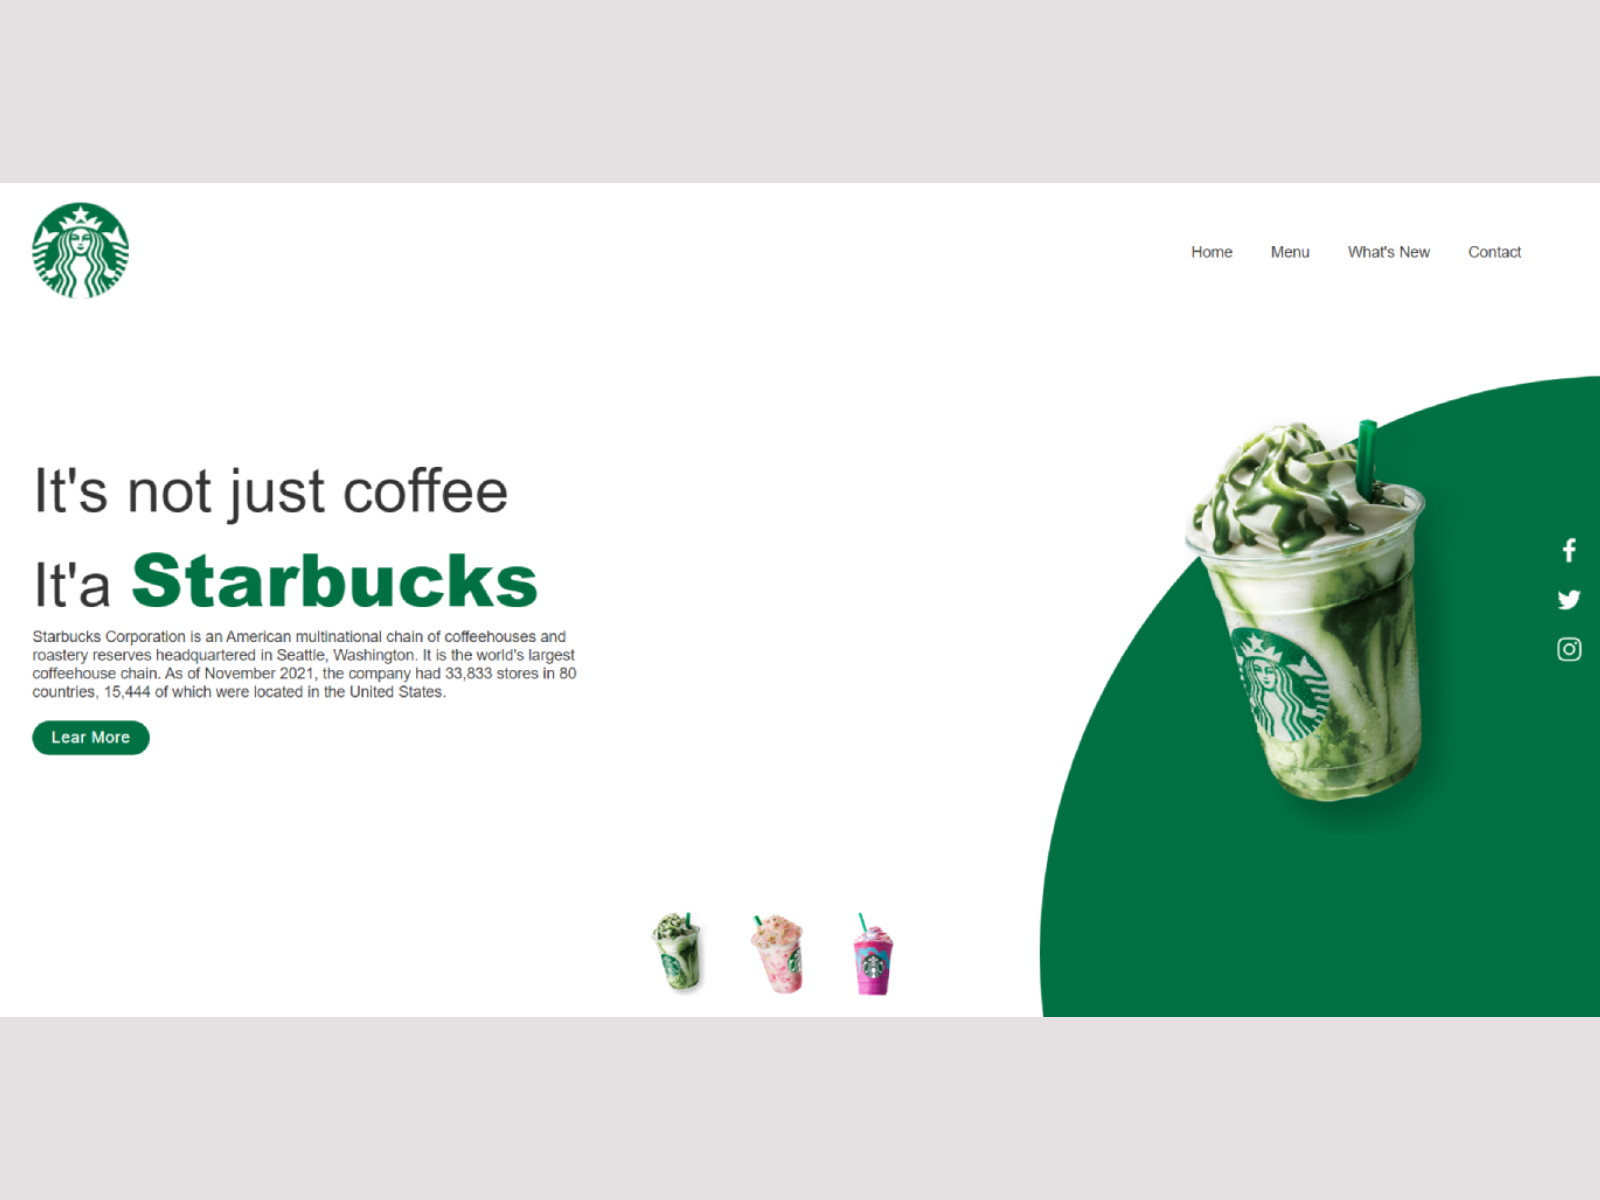 Home Menu What's New Contact
It's not just coffee
It'a Starbucks
Starbucks Corporation is an American multinational chain of coffeehouses and
roastery reserves headquartered in Seattle, Washington. It is the world's largest
coffeehouse chain. As of November 2021, the company had 33,833 stores in 80
countries, 15,444 of which were located in the United States.
Lear More